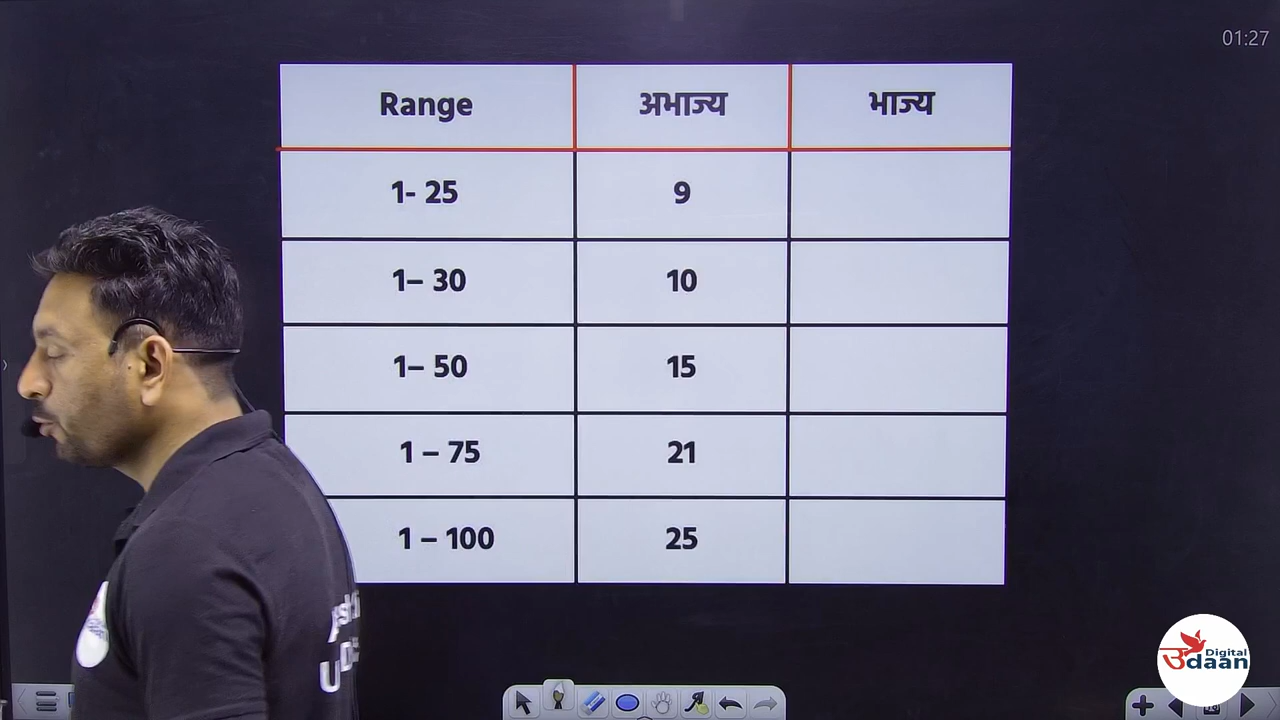 01:27
Range अभाज्य भाज्य
1- 25 9
1– 30 10
1– 50 15
1 – 75 21
1 – 100 25
Digital
उdaan